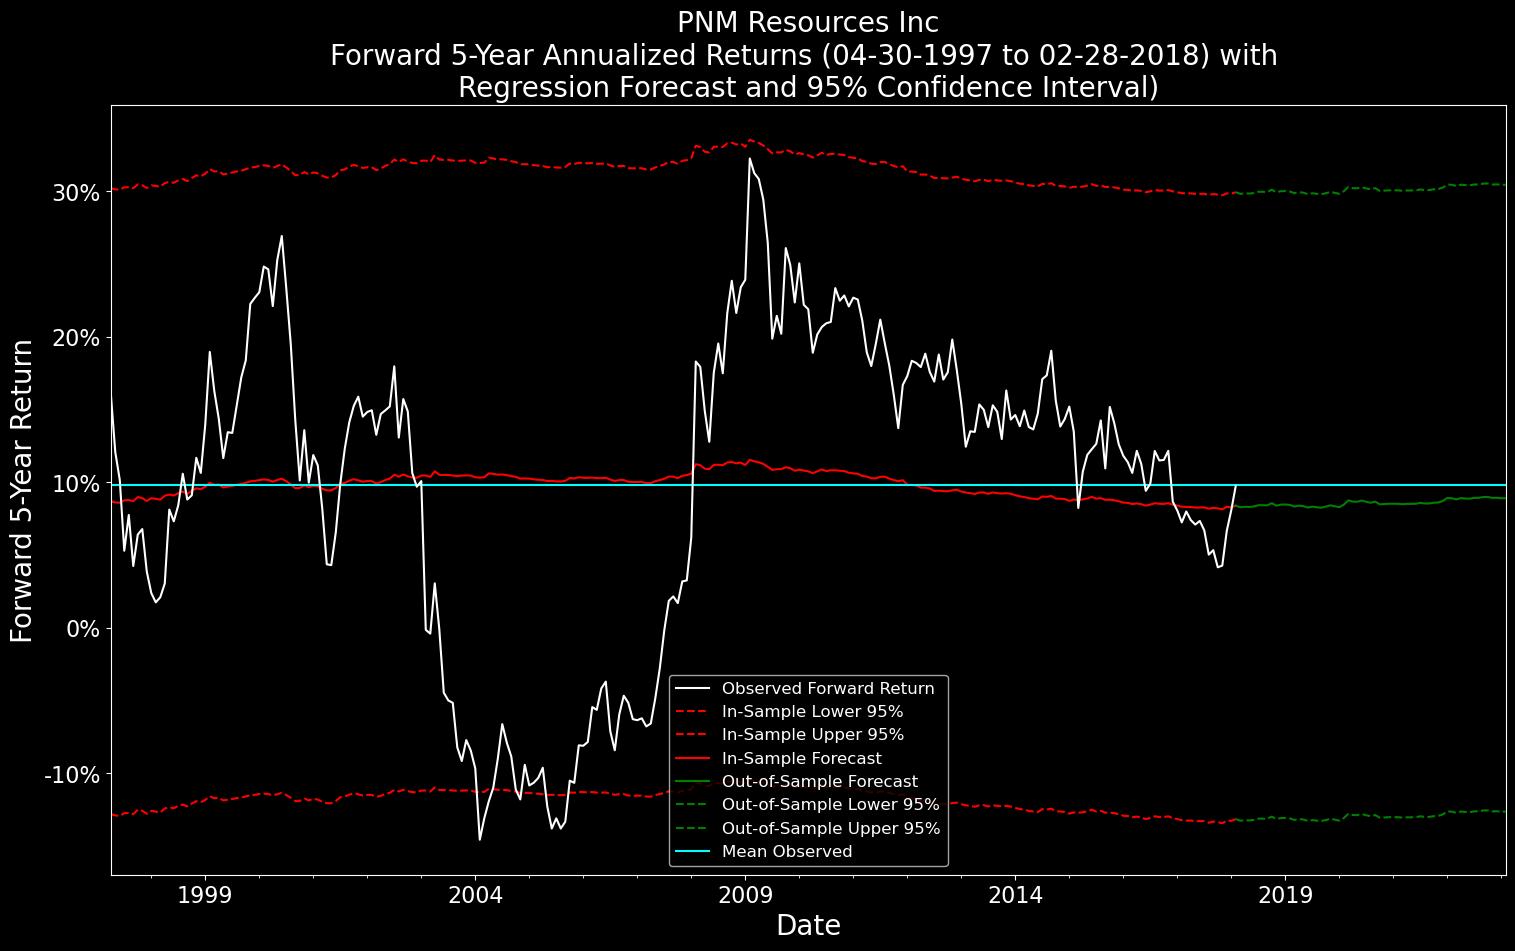 PNM Resources Inc
Forward 5-Year Annualized Returns (04-30-1997 to 02-28-2018) with
Regression Forecast and 95% Confidence Interval)
Forward 5-Year Return
30%
20%
10%
0%
-10%
Observed Forward Return
In-Sample Lower 95%
In-Sample Upper 95%
In-Sample Forecast
Out-of-Sample Forecast
Out-of-Sample Lower 95%
Out-of-Sample Upper 95%
Mean Observed
1999
2004
2009
2014
2019
Date